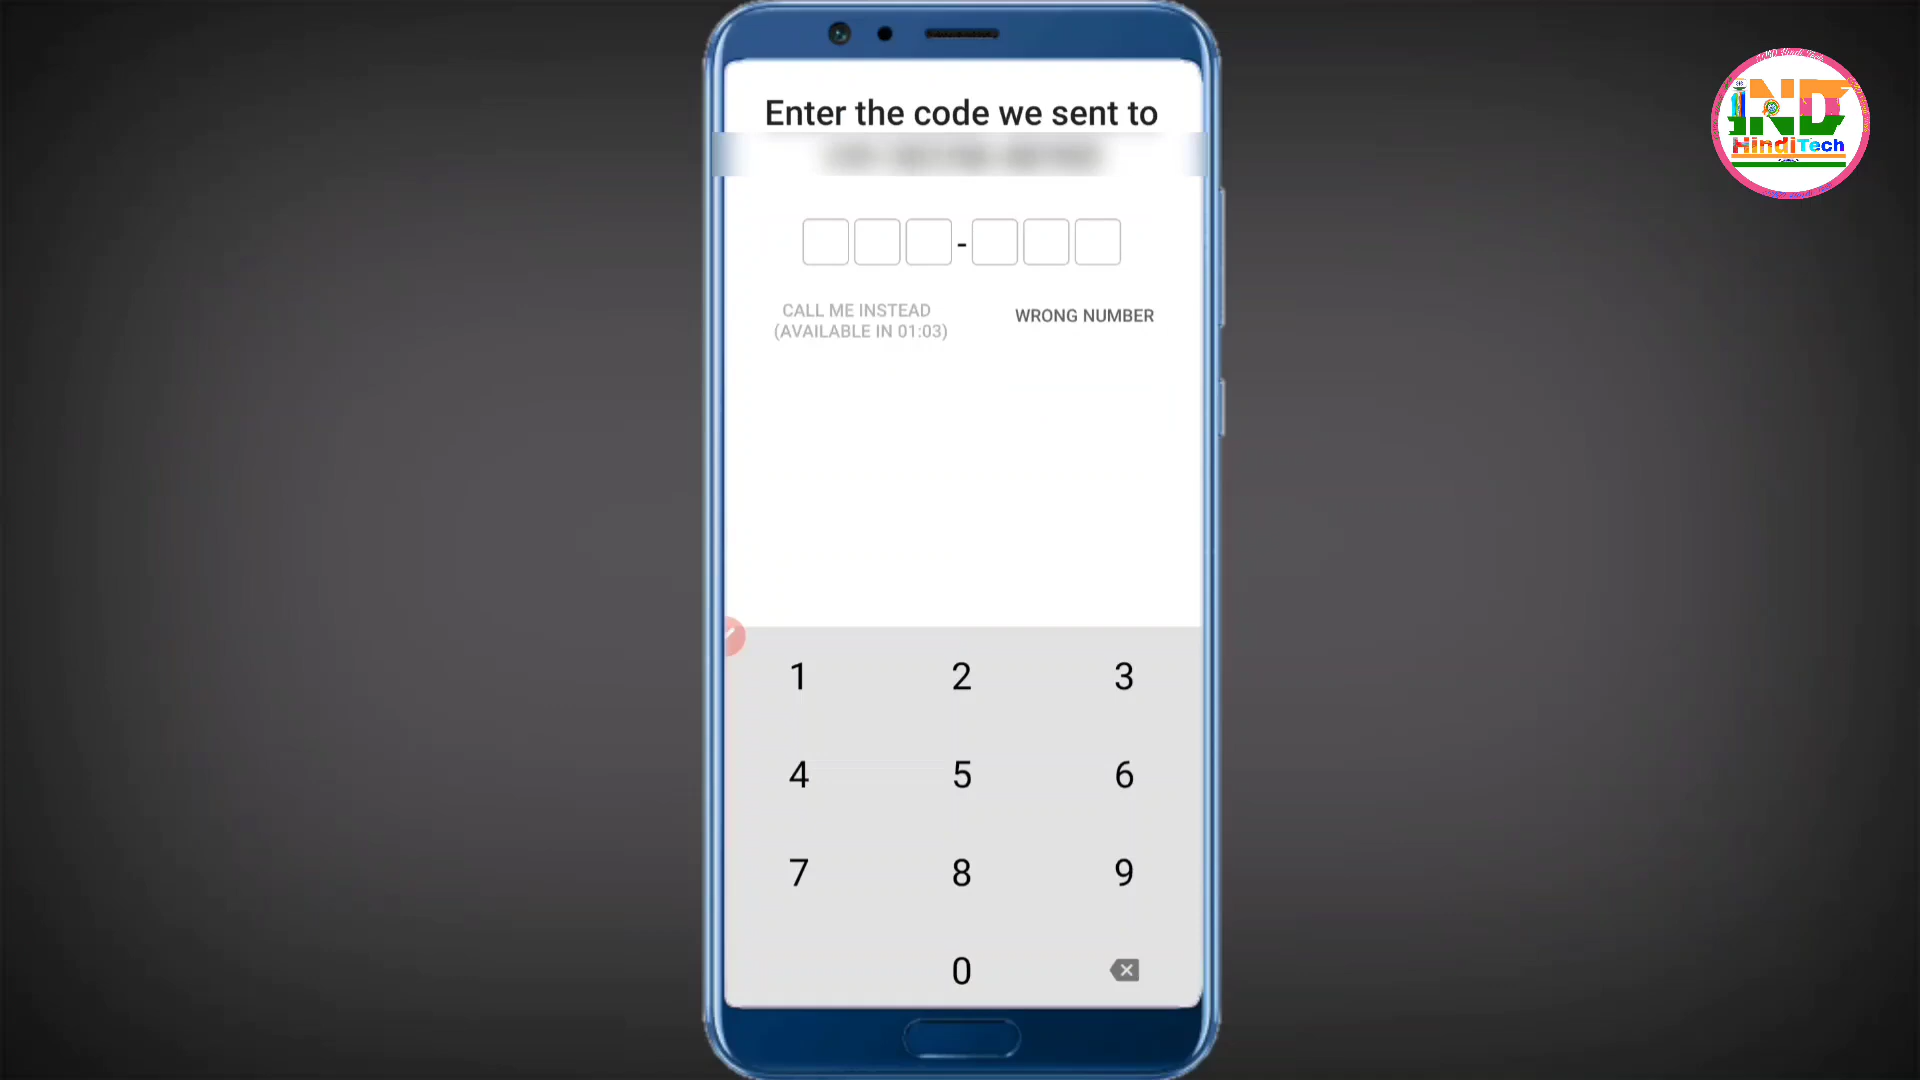 Enter the code we sent to
-
CALL ME INSTEAD
(AVAILABLE IN 01:03)
WRONG NUMBER
1 2 3
4 5 6
7 8 9
0
IND
HindiTech